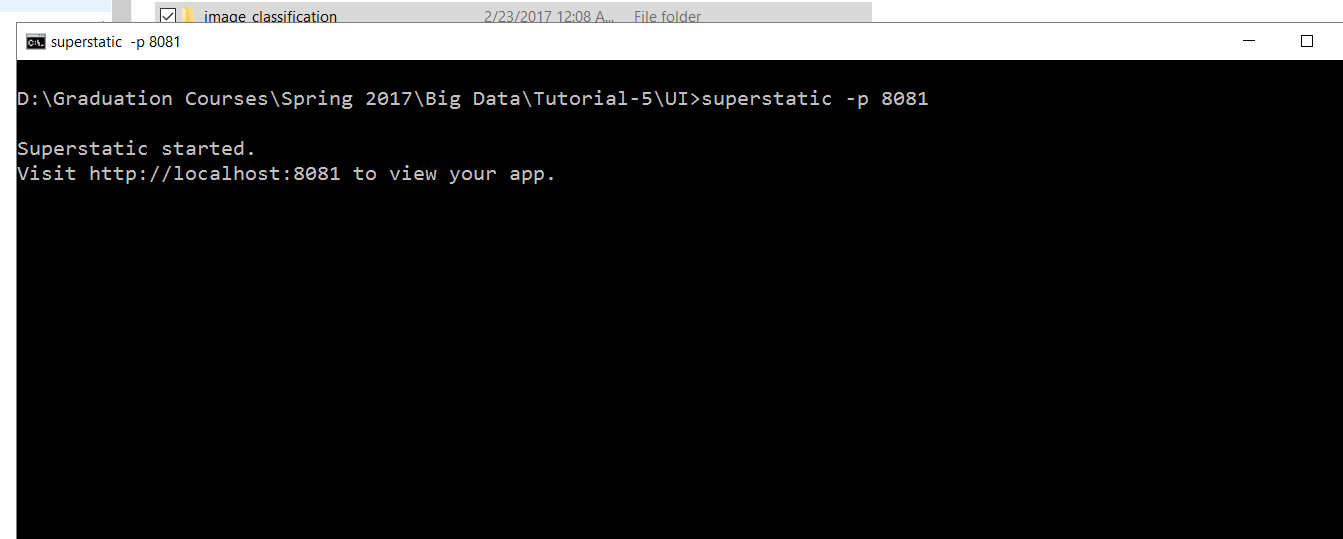 image_classification 2/23/2017 12:08 A... File folder
superstatic -p 8081
D:\Graduation Courses\Spring 2017\Big Data\Tutorial-5\UI>superstatic -p 8081
Superstatic started.
Visit http://localhost:8081 to view your app.